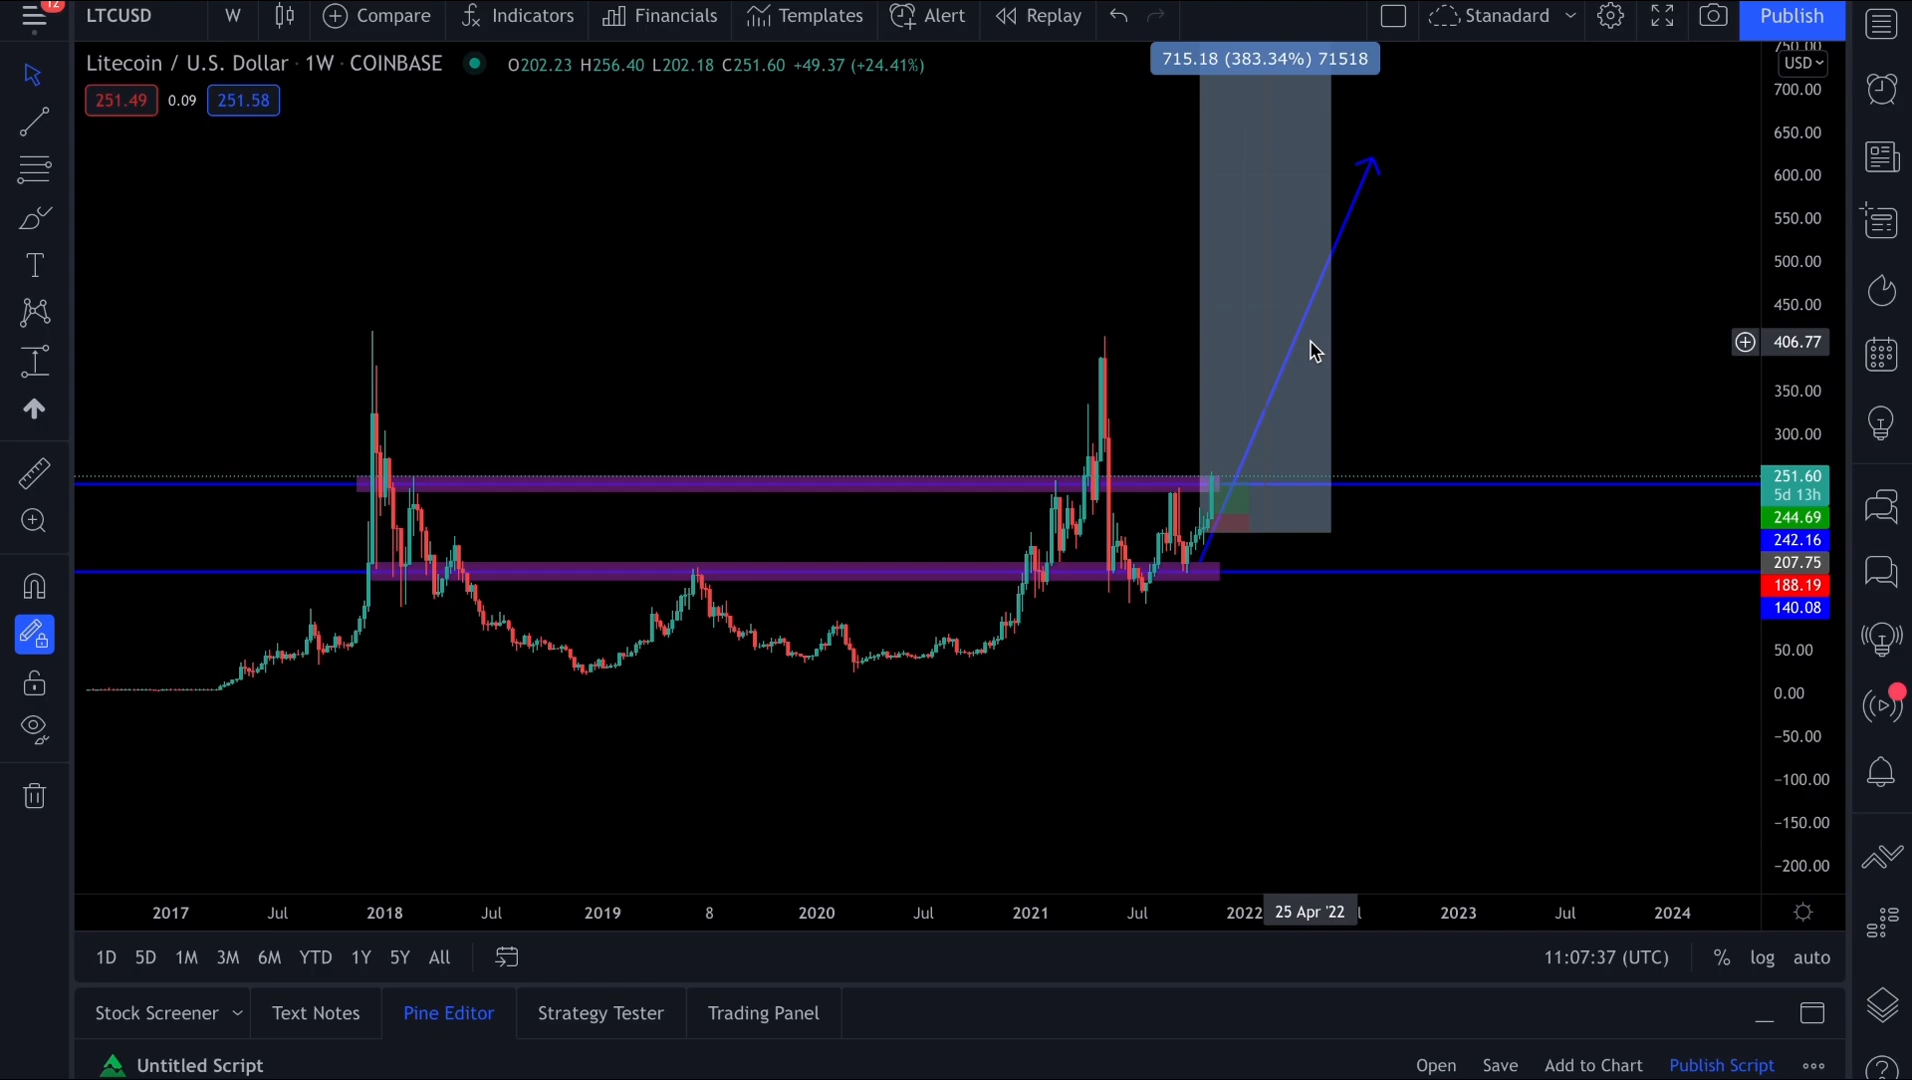 12
LTCUSD W Compare Indicators Financials Templates Alert Replay Stanadard Publish
Litecoin / U.S. Dollar · 1W · COINBASE O202.23 H256.40 L202.18 C251.60 +49.37 (+24.41%)
251.49 0.09 251.58
715.18 (383.34%) 71518
750.00
USD
700.00
650.00
600.00
550.00
500.00
450.00
406.77
350.00
300.00
251.60
5d 13h
244.69
242.16
207.75
188.19
140.08
50.00
0.00
−50.00
−100.00
−150.00
−200.00
2017 Jul 2018 Jul 2019 8 2020 Jul 2021 Jul 2022 25 Apr '22 2023 Jul 2024
1D 5D 1M 3M 6M YTD 1Y 5Y All 11:07:37 (UTC) % log auto
Stock Screener Text Notes Pine Editor Strategy Tester Trading Panel
Untitled Script Open Save Add to Chart Publish Script